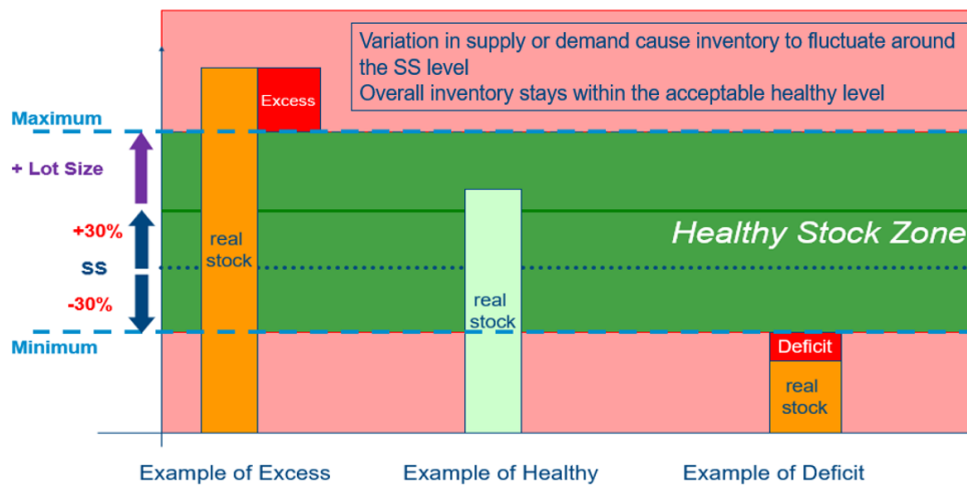 Variation in supply or demand cause inventory to fluctuate around
the SS level
Overall inventory stays within the acceptable healthy level
Excess
Maximum
+ Lot Size
+30%
SS
-30%
Minimum
real
stock
Healthy Stock Zone
real
stock
Deficit
real
stock
Example of Excess
Example of Healthy
Example of Deficit